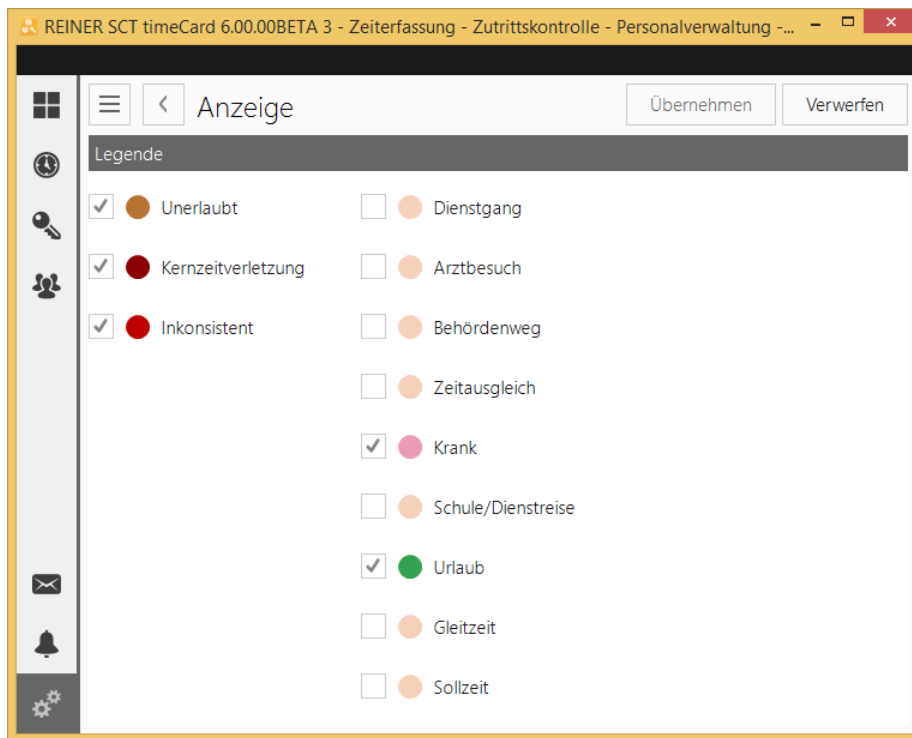 REINER SCT timeCard 6.00.00BETA 3 - Zeiterfassung - Zutrittskontrolle - Personalverwaltung -...
Anzeige
Übernehmen
Verwerfen
Legende
Unerlaubt
Dienstgang
Kernzeitverletzung
Arztbesuch
Inkonsistent
Behördenweg
Zeitausgleich
Krank
Schule/Dienstreise
Urlaub
Gleitzeit
Sollzeit